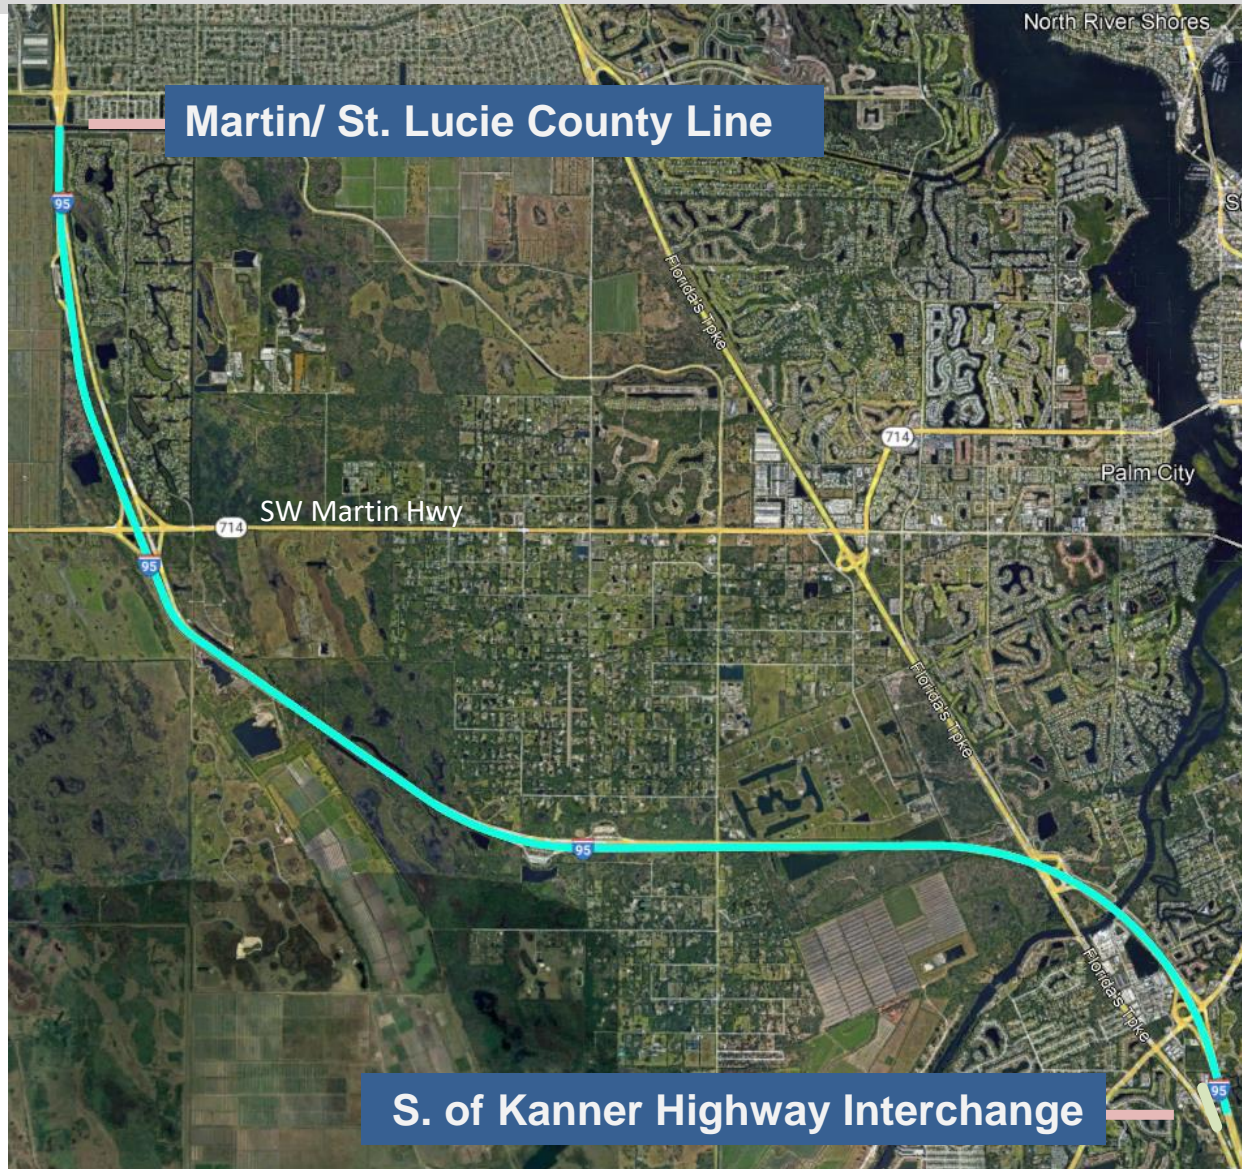 North River Shores
Martin/ St. Lucie County Line
95
Florida's Tpke
714
Palm City
SW Martin Hwy
714
95
Florida's Tpke
95
Florida's Tpke
95
S. of Kanner Highway Interchange